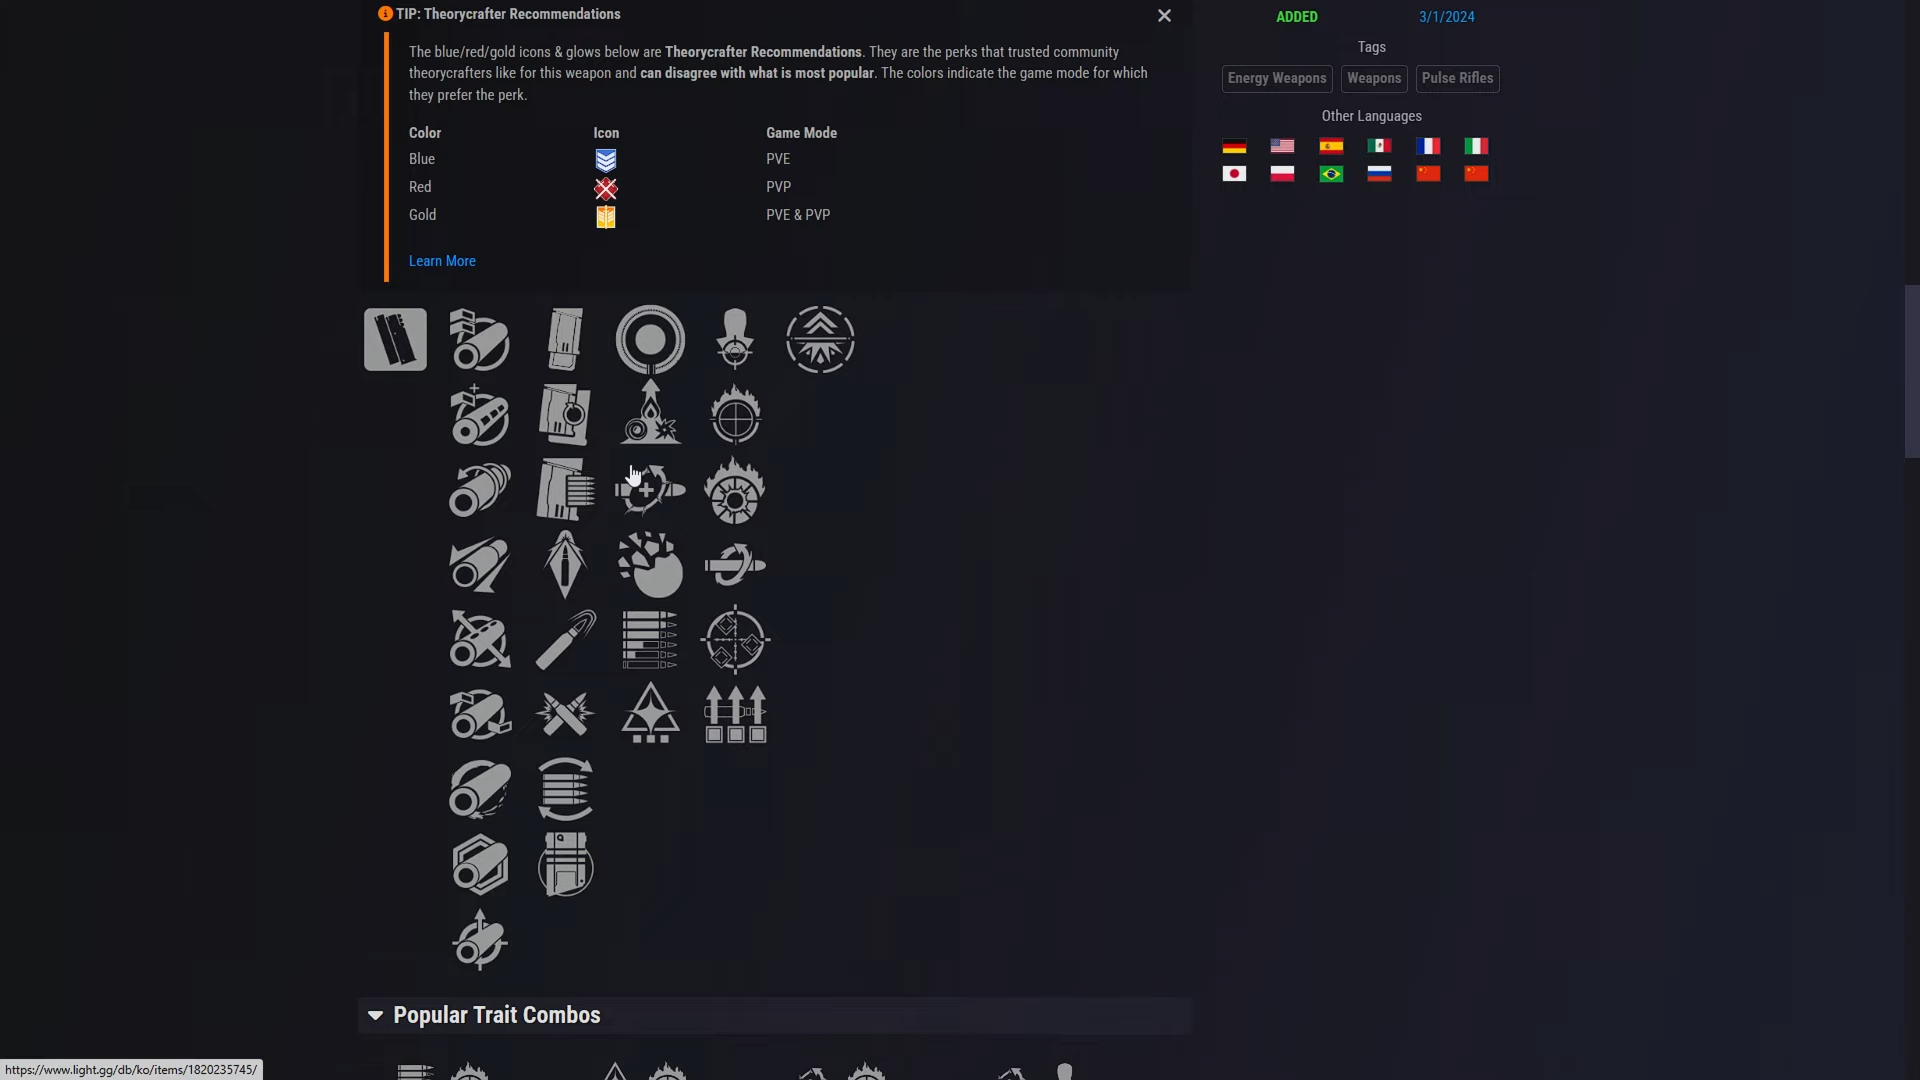 TIP: Theorycrafter Recommendations
The blue/red/gold icons & glows below are Theorycrafter Recommendations. They are the perks that trusted community
theorycrafters like for this weapon and can disagree with what is most popular. The colors indicate the game mode for which
they prefer the perk.
Color Icon Game Mode
Blue PVE
Red PVP
Gold PVE & PVP
Learn More
ADDED 3/1/2024
Tags
Energy Weapons Weapons Pulse Rifles
Other Languages
Popular Trait Combos
https://www.light.gg/db/ko/items/1820235745/